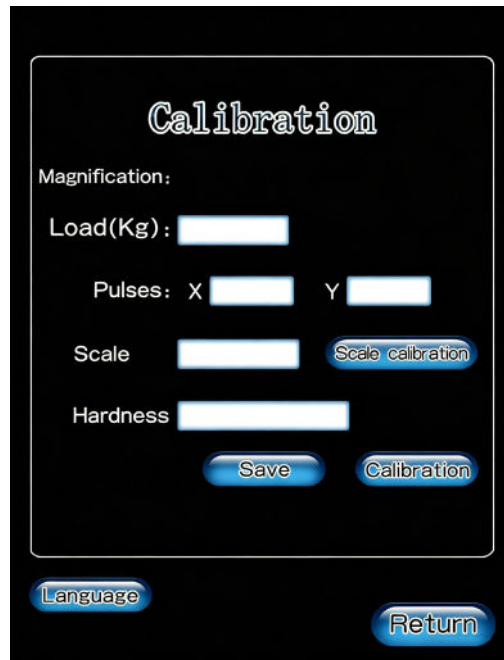 Calibration
Magnification:
Load(Kg):
Pulses: X Y
Scale Scale calibration
Hardness
Save Calibration
Language
Return